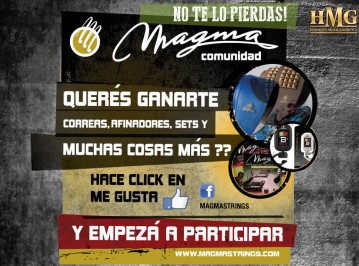 NO TE LO PIERDAS!
HMG
Magma
comunidad
QUERÉS GANARTE
CORREAS, AFINADORES, SETS Y
MUCHAS COSAS MÁS ??
HACE CLICK EN
ME GUSTA
MAGMASTRINGS
Y EMPEZÁ A PARTICIPAR
WWW.MAGMASTRINGS.COM